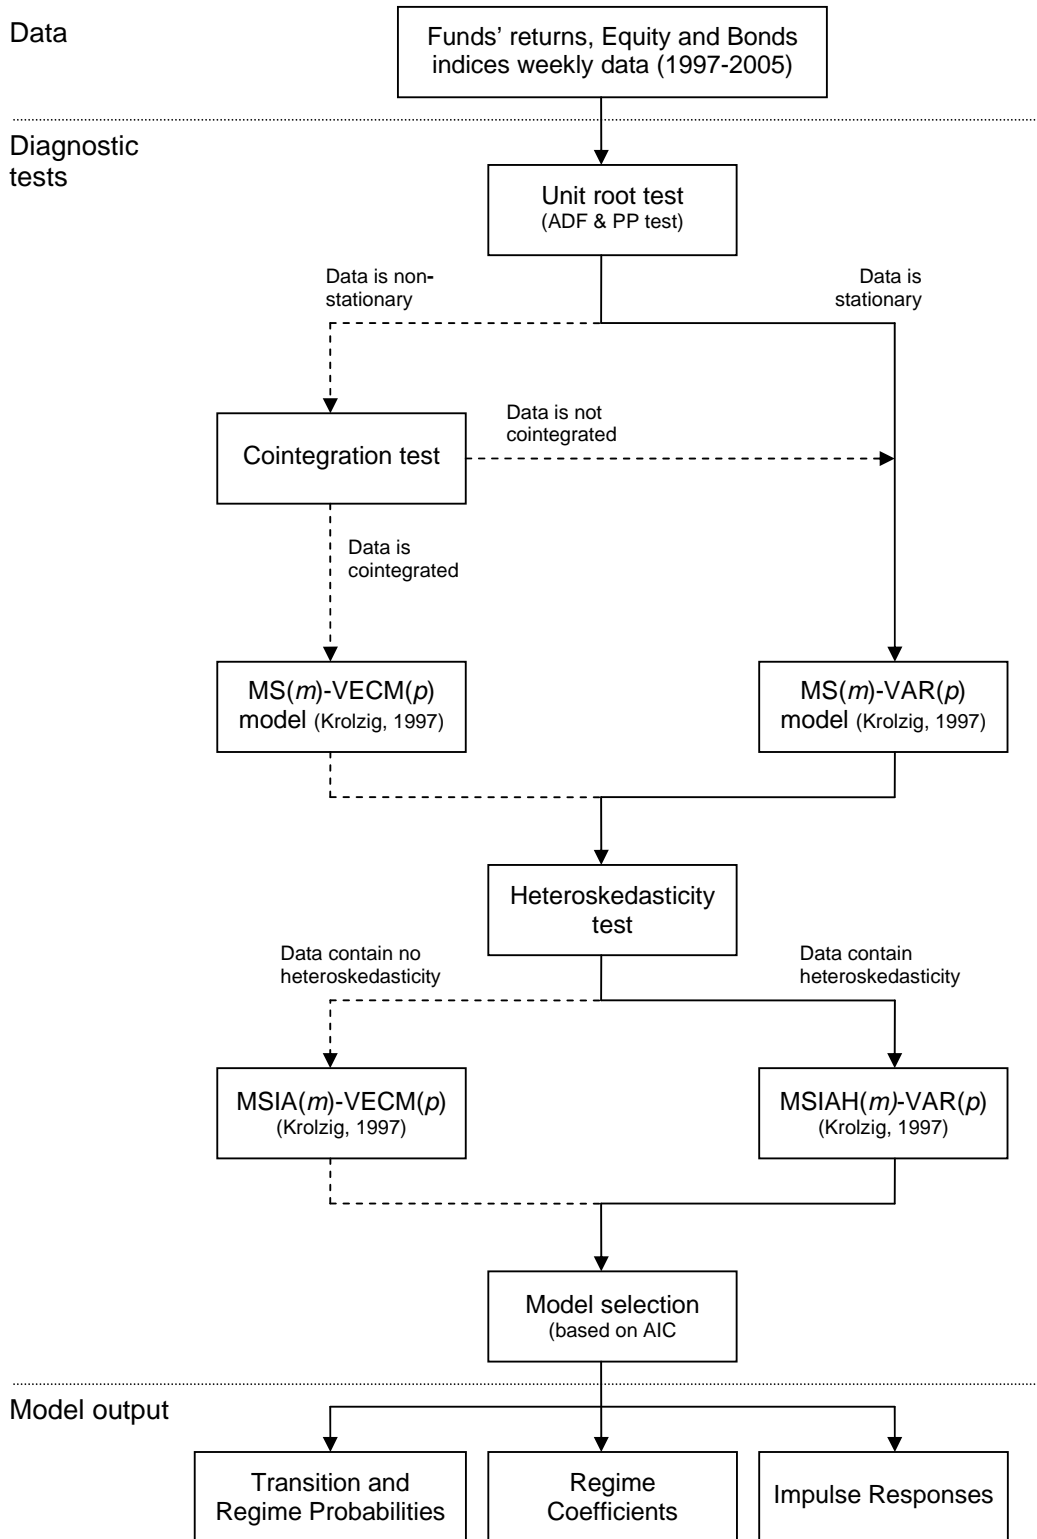 Data
Funds' returns, Equity and Bonds
indices weekly data (1997-2005)
Diagnostic
tests
Unit root test
(ADF & PP test)
Data is non-
stationary
Data is
stationary
Cointegration test
Data is not
cointegrated
Data is
cointegrated
MS(m)-VECM(p)
model (Krolzig, 1997)
MS(m)-VAR(p)
model (Krolzig, 1997)
Heteroskedasticity
test
Data contain no
heteroskedasticity
Data contain
heteroskedasticity
MSIA(m)-VECM(p)
(Krolzig, 1997)
MSIAH(m)-VAR(p)
(Krolzig, 1997)
Model selection
(based on AIC
Model output
Transition and
Regime Probabilities
Regime
Coefficients
Impulse Responses